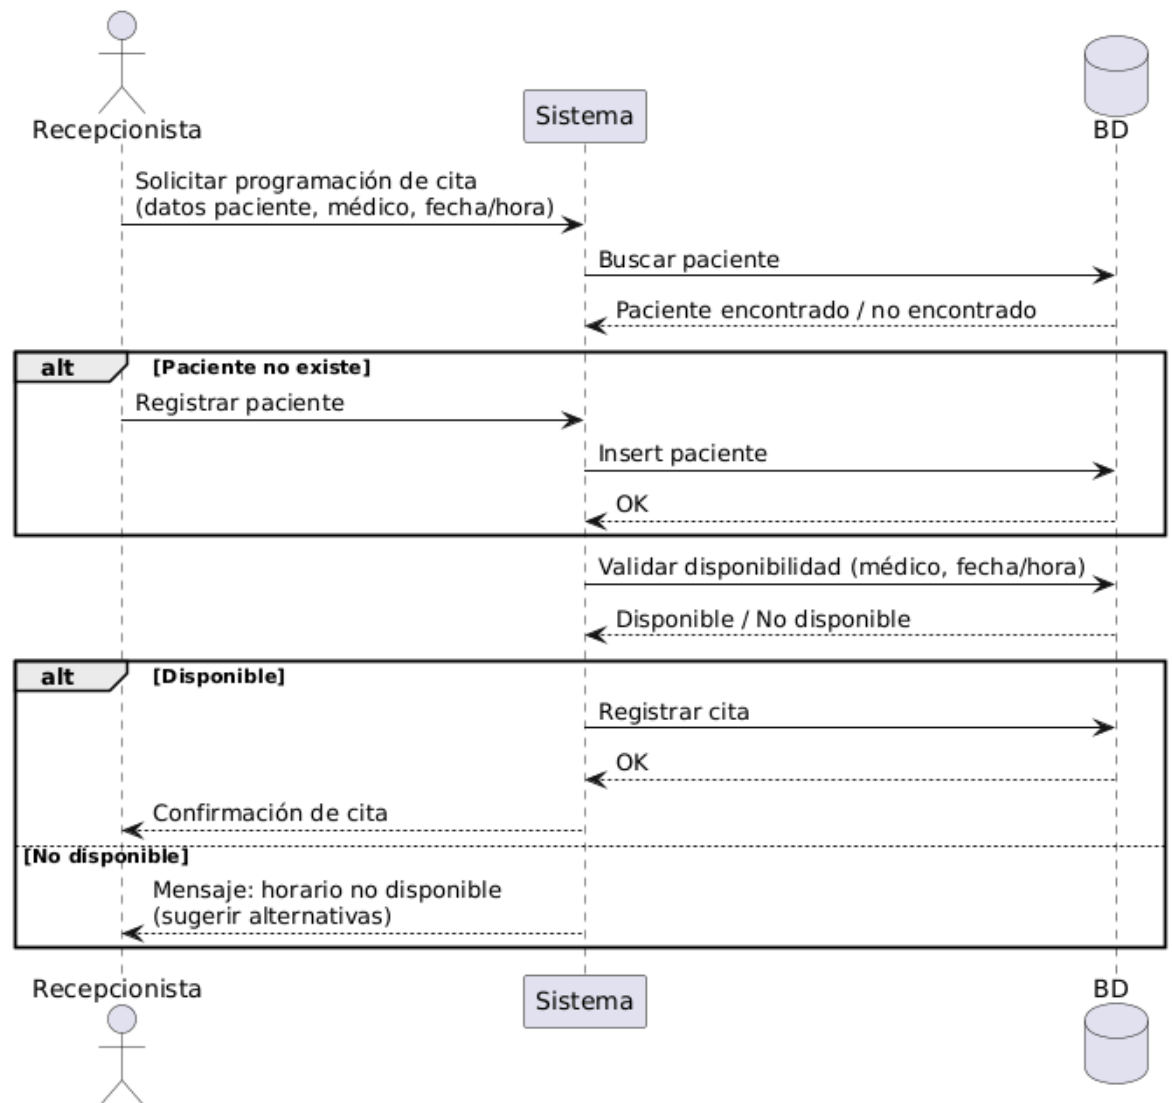 Recepcionista
Sistema
BD
Solicitar programación de cita
(datos paciente, médico, fecha/hora)
Buscar paciente
Paciente encontrado / no encontrado
alt
[Paciente no existe]
Registrar paciente
Insert paciente
OK
Validar disponibilidad (médico, fecha/hora)
Disponible / No disponible
alt
[Disponible]
Registrar cita
OK
Confirmación de cita
[No disponible]
Mensaje: horario no disponible
(sugerir alternativas)
Recepcionista
Sistema
BD